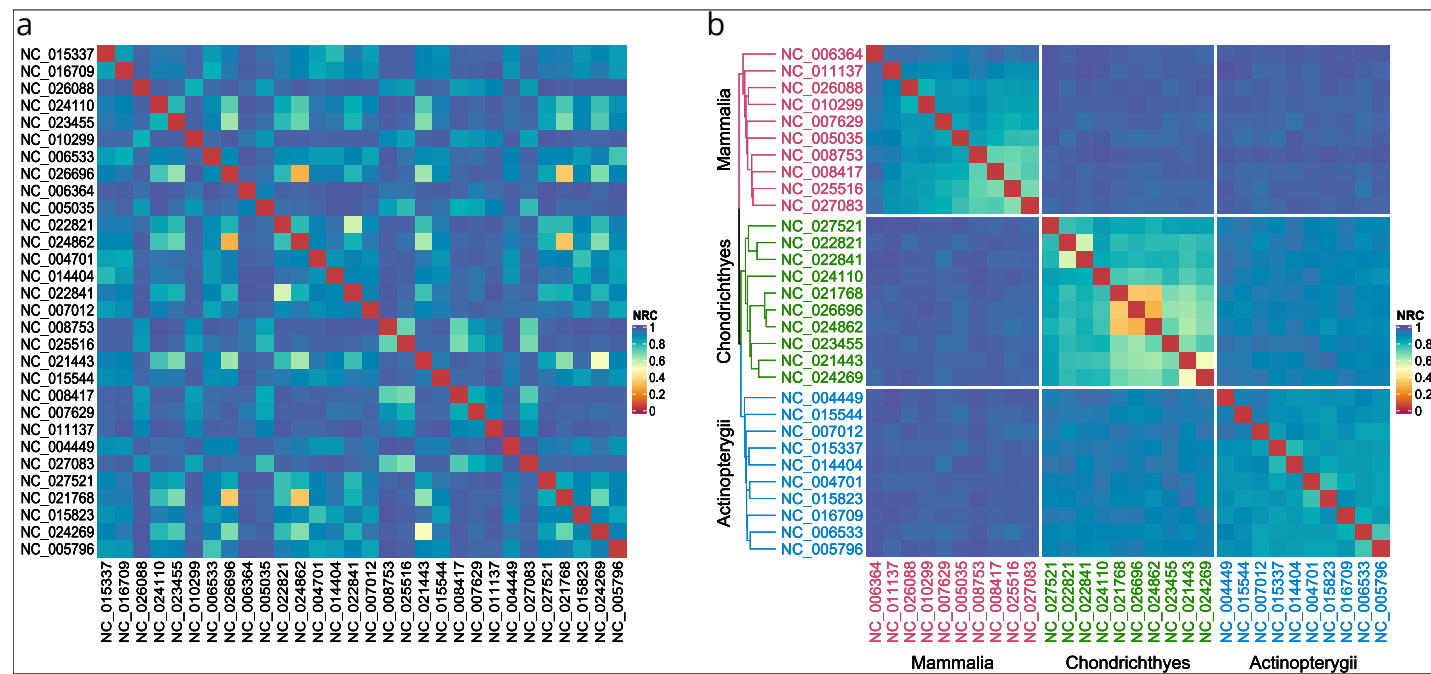 a
NC_015337
NC_016709
NC_026088
NC_024110
NC_023455
NC_010299
NC_006533
NC_026696
NC_006364
NC_005035
NC_022821
NC_024862
NC_004701
NC_014404
NC_022841
NC_007012
NC_008753
NC_025516
NC_021443
NC_015544
NC_008417
NC_007629
NC_011137
NC_004449
NC_027083
NC_027521
NC_021768
NC_015823
NC_024269
NC_005796
NC_015337
NC_016709
NC_026088
NC_024110
NC_023455
NC_010299
NC_006533
NC_026696
NC_006364
NC_005035
NC_022821
NC_024862
NC_004701
NC_014404
NC_022841
NC_007012
NC_008753
NC_025516
NC_021443
NC_015544
NC_008417
NC_007629
NC_011137
NC_004449
NC_027083
NC_027521
NC_021768
NC_015823
NC_024269
NC_005796
NRC
1
0.8
0.6
0.4
0.2
0
b
Mammalia
Chondrichthyes
Actinopterygii
NC_006364
NC_011137
NC_026088
NC_010299
NC_007629
NC_005035
NC_008753
NC_008417
NC_025516
NC_027083
NC_027521
NC_022821
NC_022841
NC_024110
NC_021768
NC_026696
NC_024862
NC_023455
NC_021443
NC_024269
NC_004449
NC_015544
NC_007012
NC_015337
NC_014404
NC_004701
NC_015823
NC_016709
NC_006533
NC_005796
NC_006364
NC_011137
NC_026088
NC_010299
NC_007629
NC_005035
NC_008753
NC_008417
NC_025516
NC_027083
NC_027521
NC_022821
NC_022841
NC_024110
NC_021768
NC_026696
NC_024862
NC_023455
NC_021443
NC_024269
NC_004449
NC_015544
NC_007012
NC_015337
NC_014404
NC_004701
NC_015823
NC_016709
NC_006533
NC_005796
Mammalia
Chondrichthyes
Actinopterygii
NRC
1
0.8
0.6
0.4
0.2
0